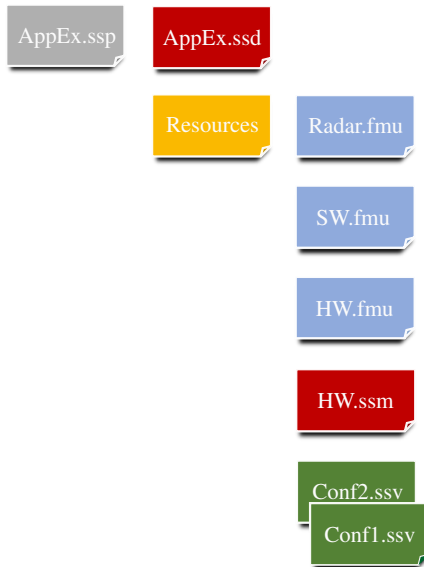 AppEx.ssp
AppEx.ssd
Resources
Radar.fmu
SW.fmu
HW.fmu
HW.ssm
Conf2.ssv
Conf1.ssv